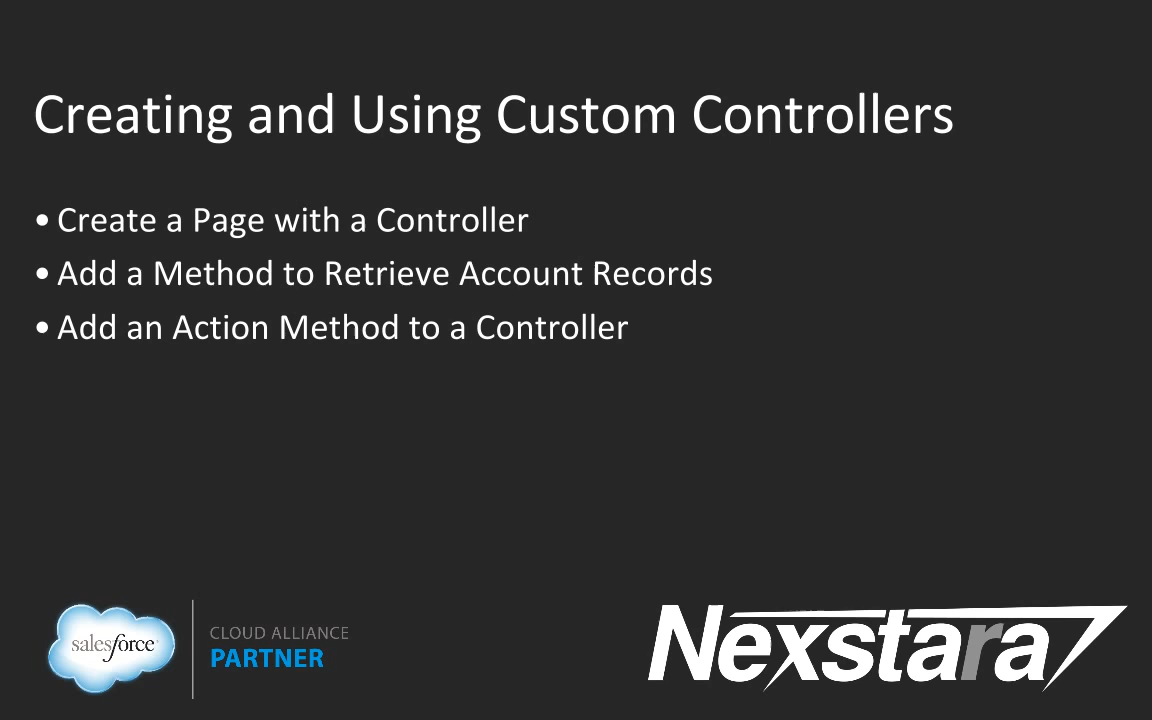 Creating and Using Custom Controllers
• Create a Page with a Controller
• Add a Method to Retrieve Account Records
• Add an Action Method to a Controller
salesforce
CLOUD ALLIANCE
PARTNER
Nexstara